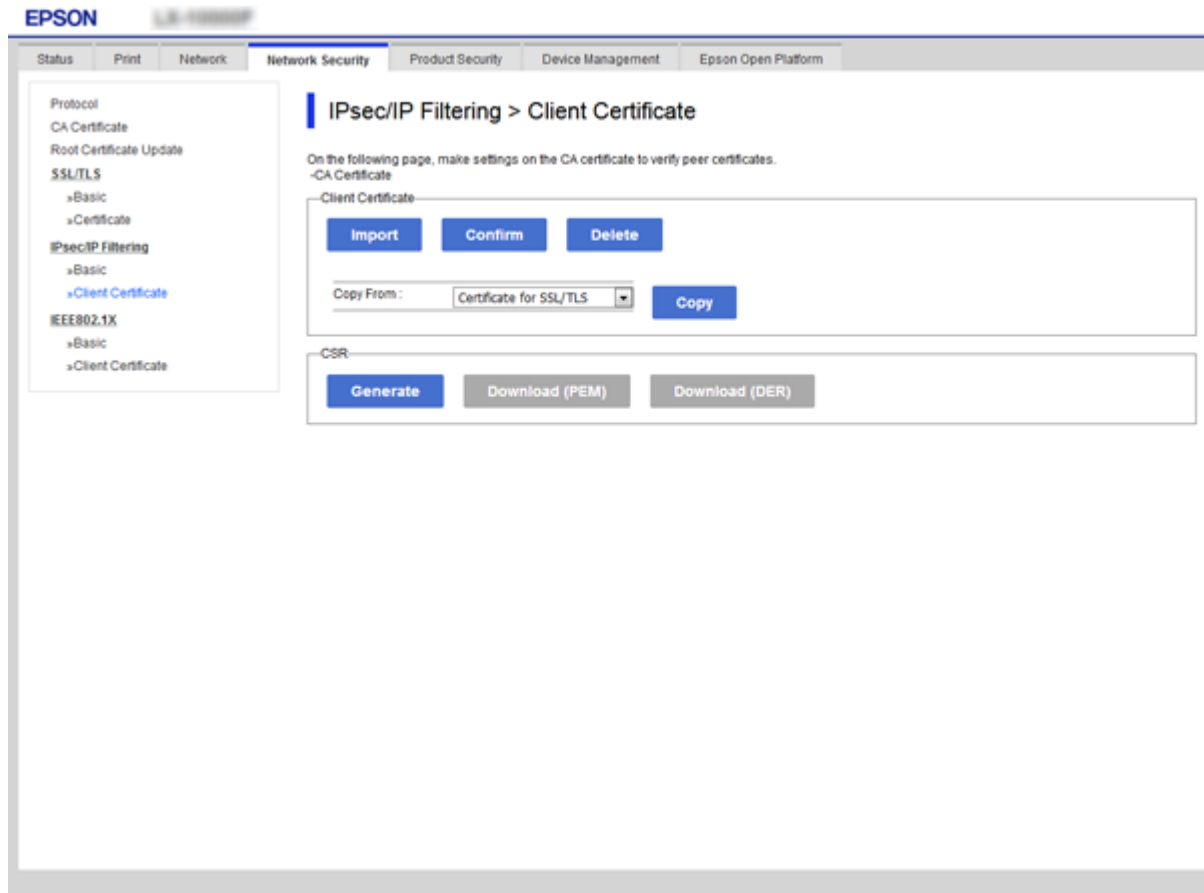 EPSON
Status Print Network Network Security Product Security Device Management Epson Open Platform
Protocol
CA Certificate
Root Certificate Update
SSL/TLS
»Basic
»Certificate
IPsec/IP Filtering
»Basic
»Client Certificate
IEEE802.1X
»Basic
»Client Certificate
IPsec/IP Filtering > Client Certificate
On the following page, make settings on the CA certificate to verify peer certificates.
-CA Certificate
Client Certificate
Import Confirm Delete
Copy From : Certificate for SSL/TLS Copy
CSR
Generate Download (PEM) Download (DER)